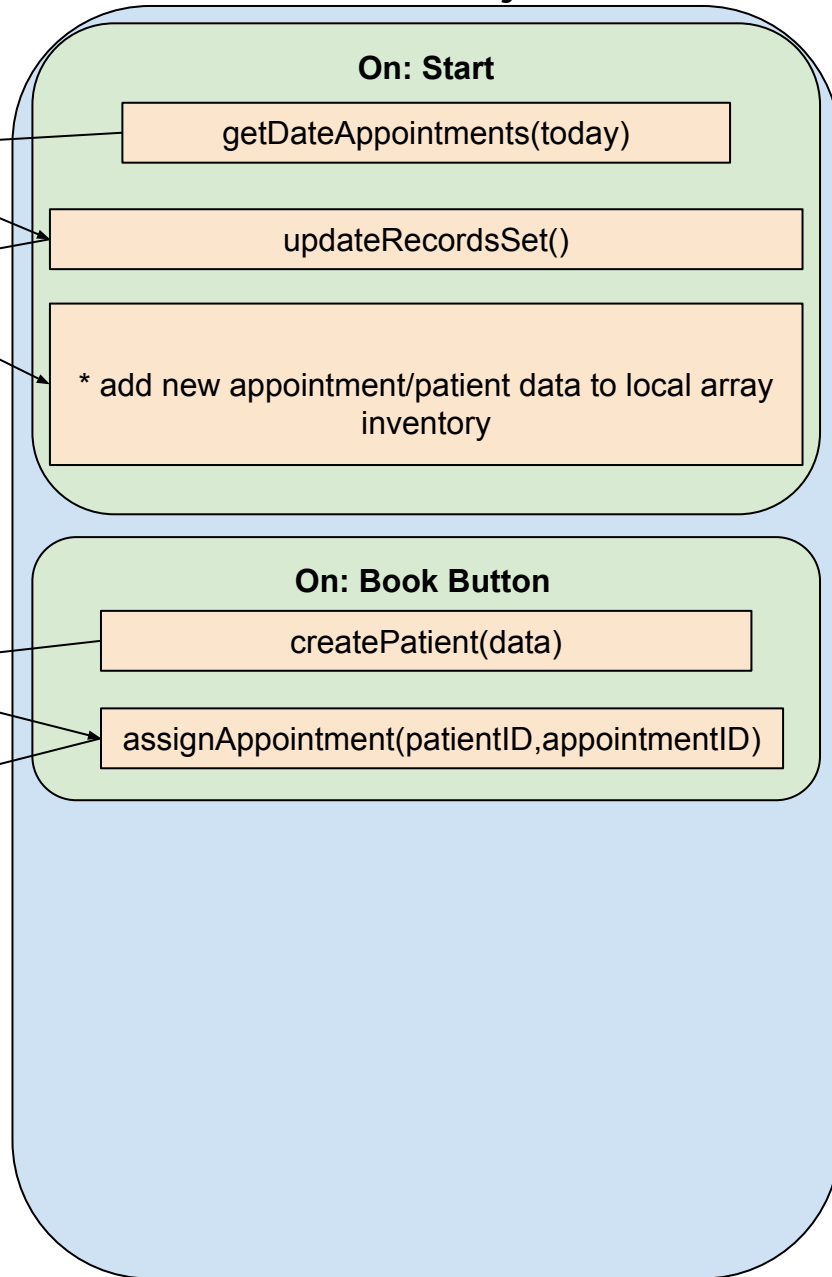 On: Start
getDateAppointments(today)
updateRecordsSet()
* add new appointment/patient data to local array
inventory
On: Book Button
createPatient(data)
assignAppointment(patientID,appointmentID)